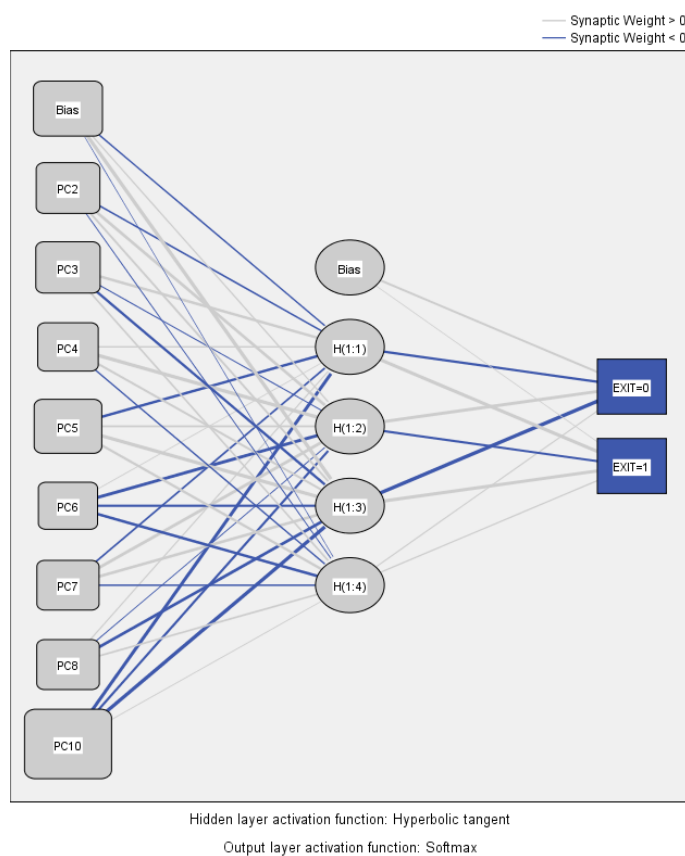 Synaptic Weight > 0
Synaptic Weight < 0
Bias
PC2
PC3
PC4
PC5
PC6
PC7
PC8
PC10
Bias
H(1:1)
H(1:2)
H(1:3)
H(1:4)
EXIT=0
EXIT=1
Hidden layer activation function: Hyperbolic tangent
Output layer activation function: Softmax